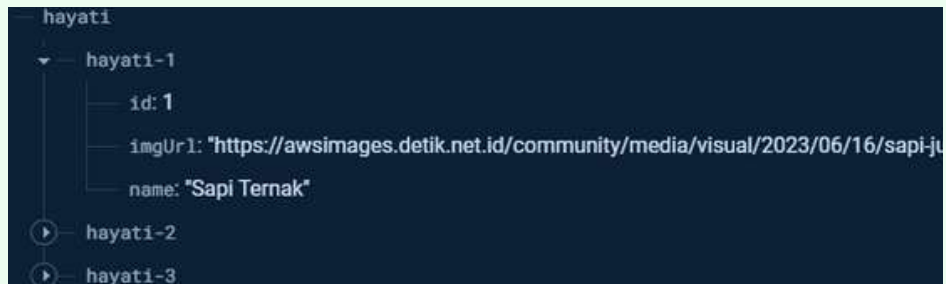 hayati
hayati-1
id: 1
imgUrl: "https://awsimages.detik.net.id/community/media/visual/2023/06/16/sapi-ju
name: "Sapi Ternak"
hayati-2
hayati-3